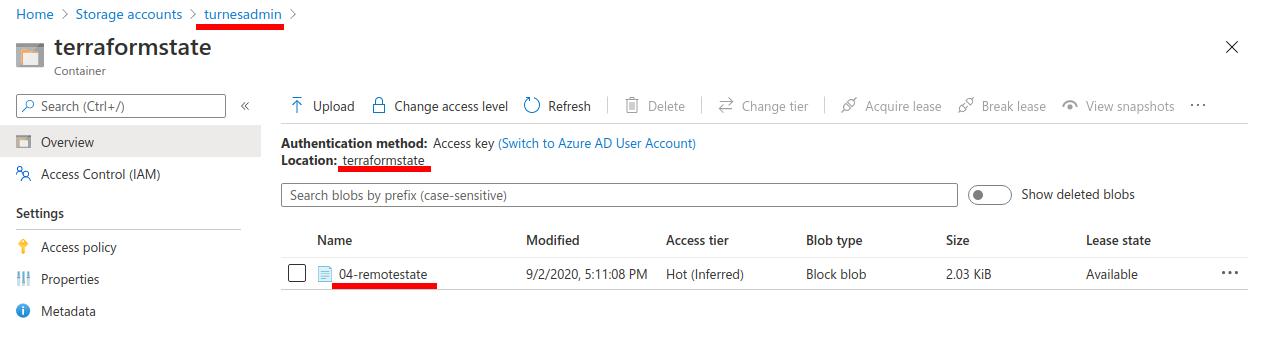 Home > Storage accounts > turnesadmin >
terraformstate
Container
Search (Ctrl+/)
Upload Change access level Refresh Delete Change tier Acquire lease Break lease View snapshots ...
Overview
Access Control (IAM)
Settings
Access policy
Properties
Metadata
Authentication method: Access key (Switch to Azure AD User Account)
Location: terraformstate
Search blobs by prefix (case-sensitive)
Show deleted blobs
Name Modified Access tier Blob type Size Lease state
04-remotestate 9/2/2020, 5:11:08 PM Hot (Inferred) Block blob 2.03 KiB Available ...